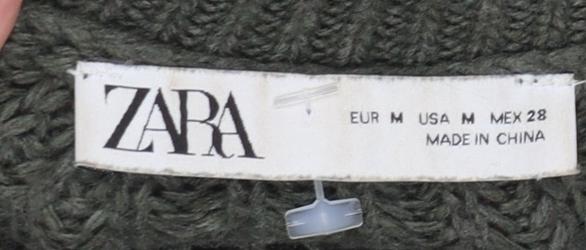 ZARA
EUR M USA M MEX 28
MADE IN CHINA